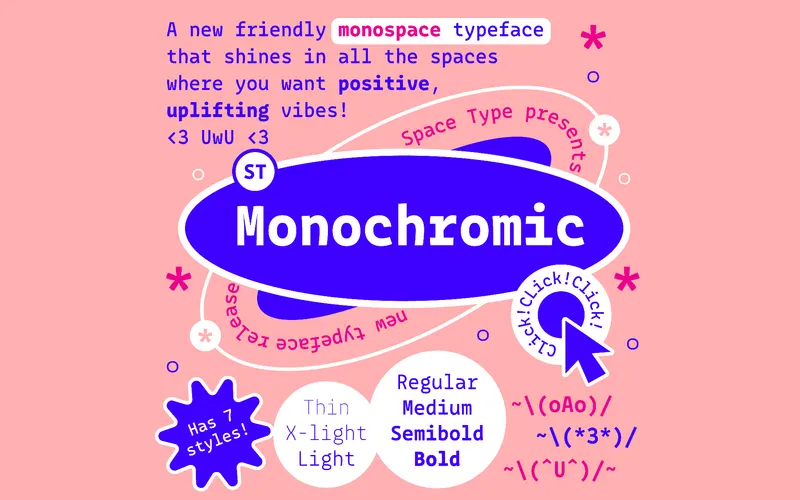 A new friendly monospace typeface
that shines in all the spaces
where you want positive,
uplifting vibes!
<3 UwU <3
Space Type presents
ST
Monochromic
new typeface release
Click!CLick!Click!
Has 7
styles!
Thin
X-light
Light
Regular
Medium
Semibold
Bold
~\(oAo)/
~\(*3*)/
~\(^U^)/~